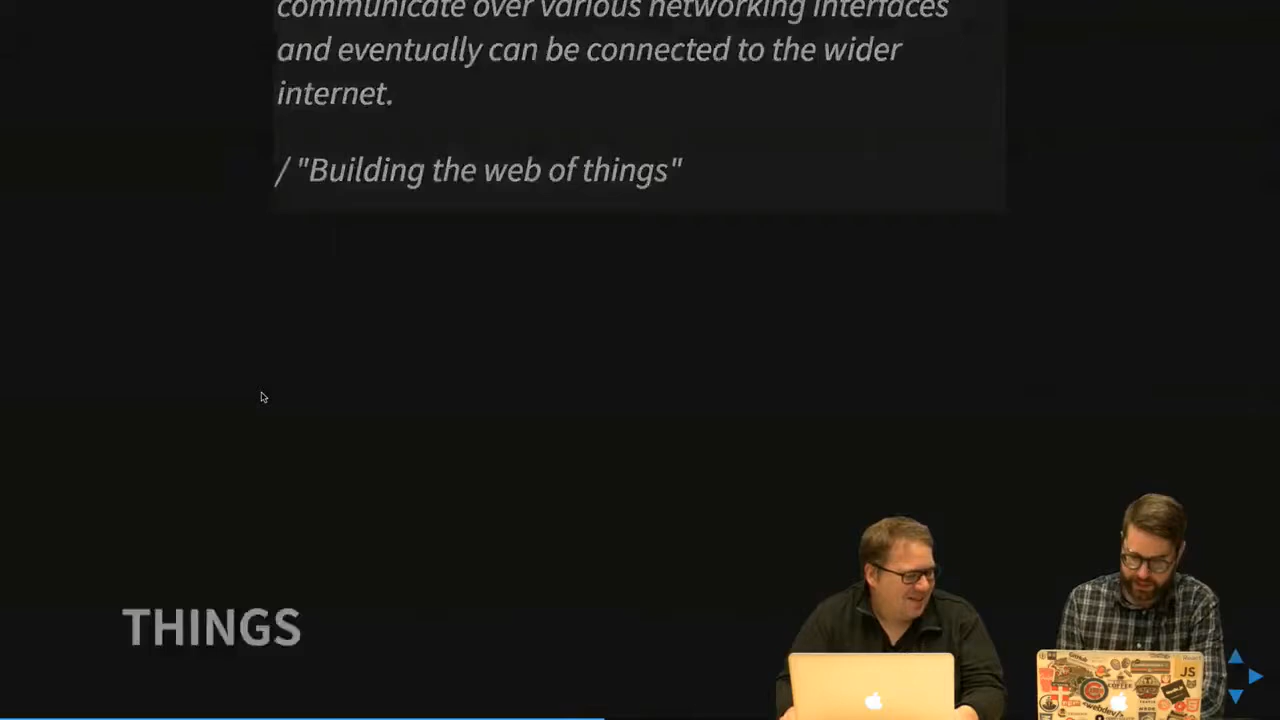 communicate over various networking interfaces
and eventually can be connected to the wider
internet.
/ "Building the web of things"
THINGS
JS